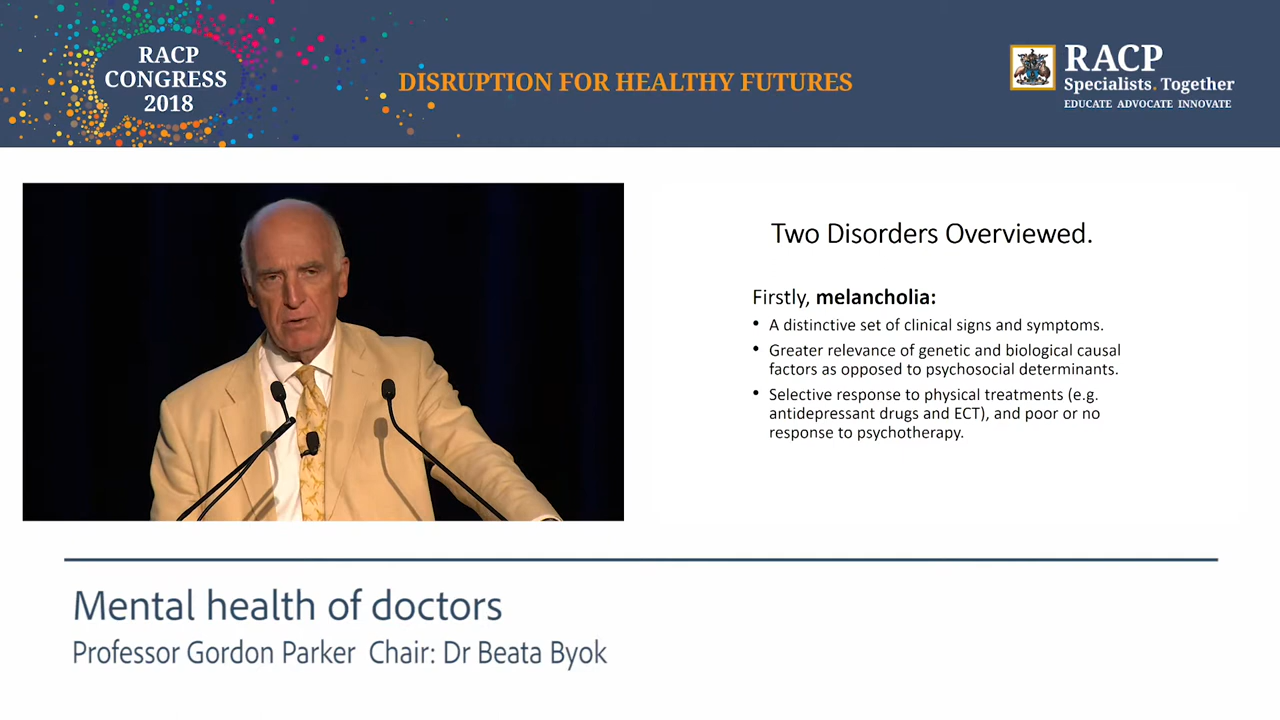 RACP
CONGRESS
2018
DISRUPTION FOR HEALTHY FUTURES
RACP
Specialists. Together
EDUCATE ADVOCATE INNOVATE
Two Disorders Overviewed.
Firstly, melancholia:
• A distinctive set of clinical signs and symptoms.
• Greater relevance of genetic and biological causal
factors as opposed to psychosocial determinants.
• Selective response to physical treatments (e.g.
antidepressant drugs and ECT), and poor or no
response to psychotherapy.
Mental health of doctors
Professor Gordon Parker Chair: Dr Beata Byok